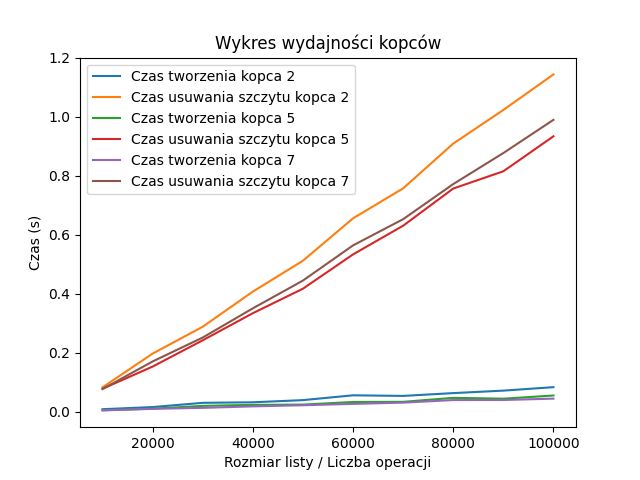 Wykres wydajności kopców
Czas tworzenia kopca 2
Czas usuwania szczytu kopca 2
Czas tworzenia kopca 5
Czas usuwania szczytu kopca 5
Czas tworzenia kopca 7
Czas usuwania szczytu kopca 7
Czas (s)
1.2
1.0
0.8
0.6
0.4
0.2
0.0
20000 40000 60000 80000 100000
Rozmiar listy / Liczba operacji